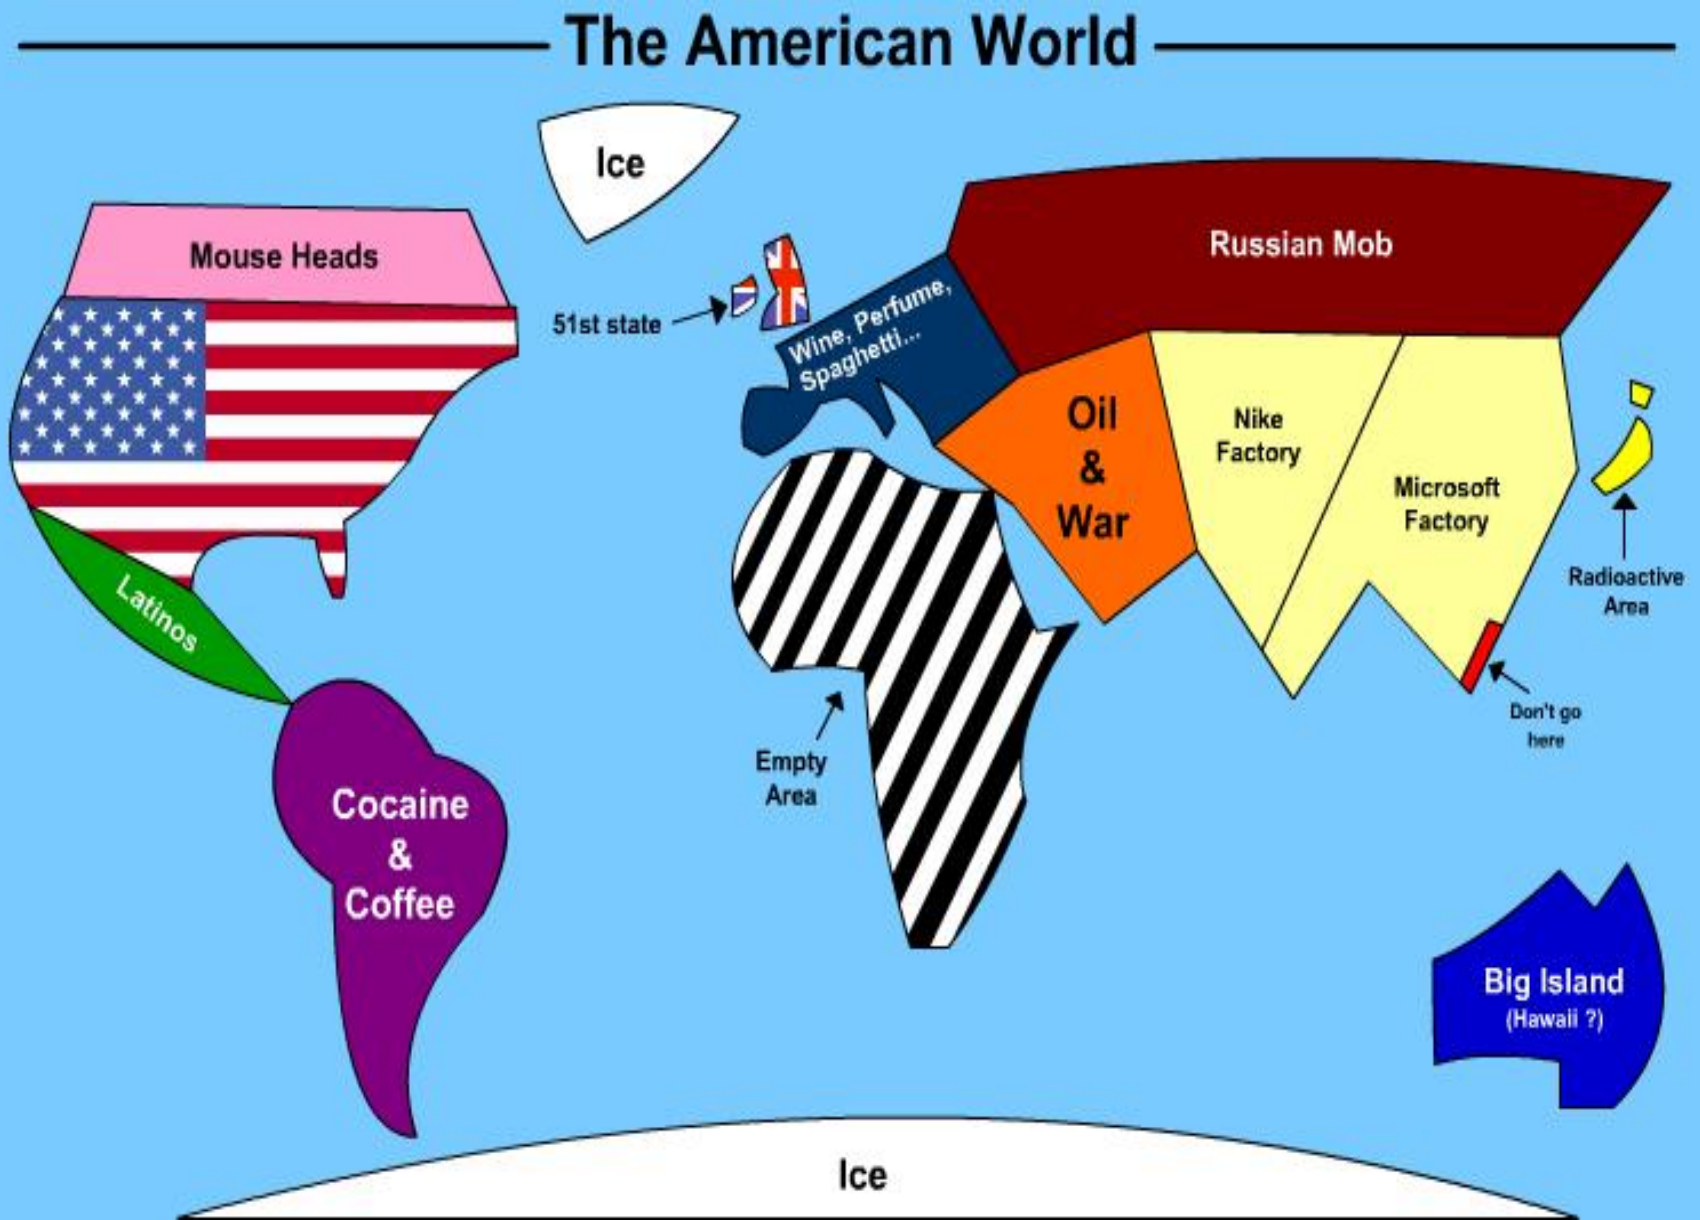 The American World
Ice
Mouse Heads
Russian Mob
51st state
Wine, Perfume,
Spaghetti...
Oil
&
War
Nike
Factory
Microsoft
Factory
Radioactive
Area
Latinos
Don't go
here
Empty
Area
Cocaine
&
Coffee
Big Island
(Hawaii ?)
Ice